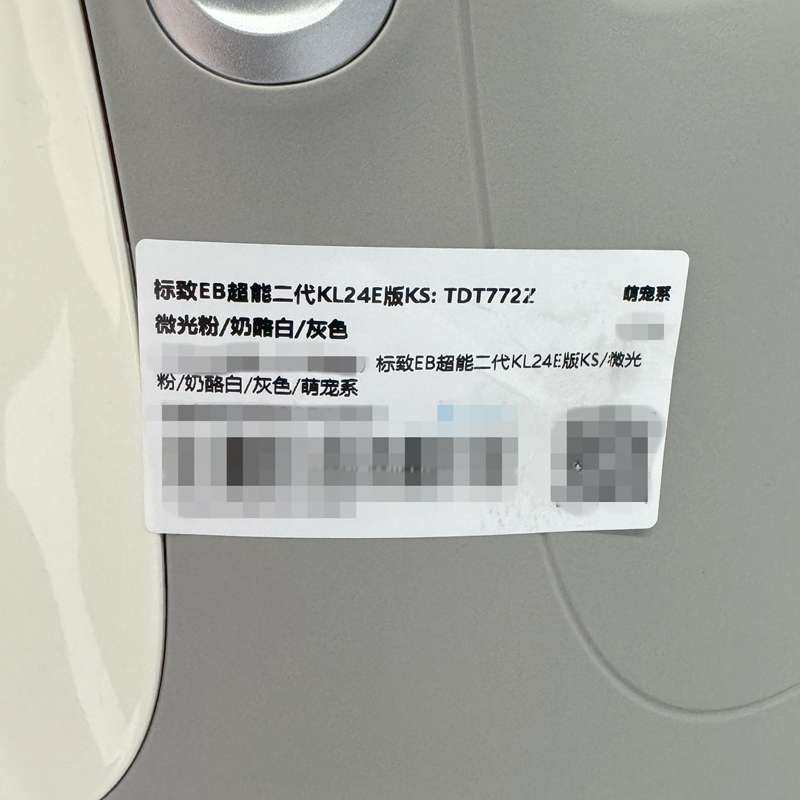 标致EB超能二代KL24E版KS: TDT772Z
萌宠系
微光粉/奶酪白/灰色
标致EB超能二代KL24E版KS/微光
粉/奶酪白/灰色/萌宠系